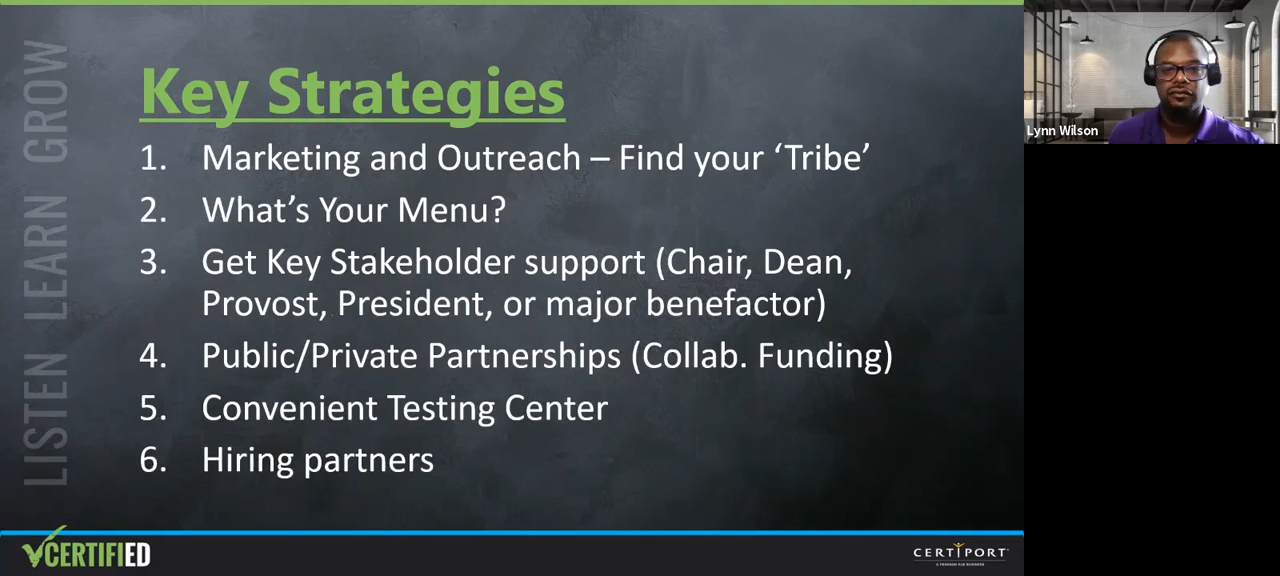 LISTEN LEARN GROW
Key Strategies
1. Marketing and Outreach – Find your ‘Tribe’
2. What’s Your Menu?
3. Get Key Stakeholder support (Chair, Dean,
Provost, President, or major benefactor)
4. Public/Private Partnerships (Collab. Funding)
5. Convenient Testing Center
6. Hiring partners
CERTIFIED
CERTIPORT
A PEARSON VUE BUSINESS
Lynn Wilson